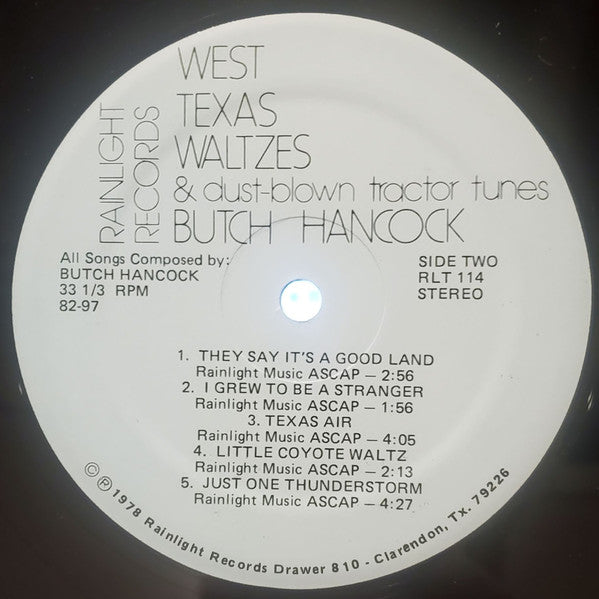 RAINLIGHT
RECORDS
WEST
TEXAS
WALTZES
& dust-blown tractor tunes
BUTCH HANCOCK
All Songs Composed by:
BUTCH HANCOCK
33 1/3 RPM
82-97
SIDE TWO
RLT 114
STEREO
1. THEY SAY IT'S A GOOD LAND
Rainlight Music ASCAP — 2:56
2. I GREW TO BE A STRANGER
Rainlight Music ASCAP — 1:56
3. TEXAS AIR
Rainlight Music ASCAP — 4:05
4. LITTLE COYOTE WALTZ
Rainlight Music ASCAP — 2:13
5. JUST ONE THUNDERSTORM
Rainlight Music ASCAP — 4:27
© ℗ 1978 Rainlight Records Drawer 810 - Clarendon, Tx. 79226